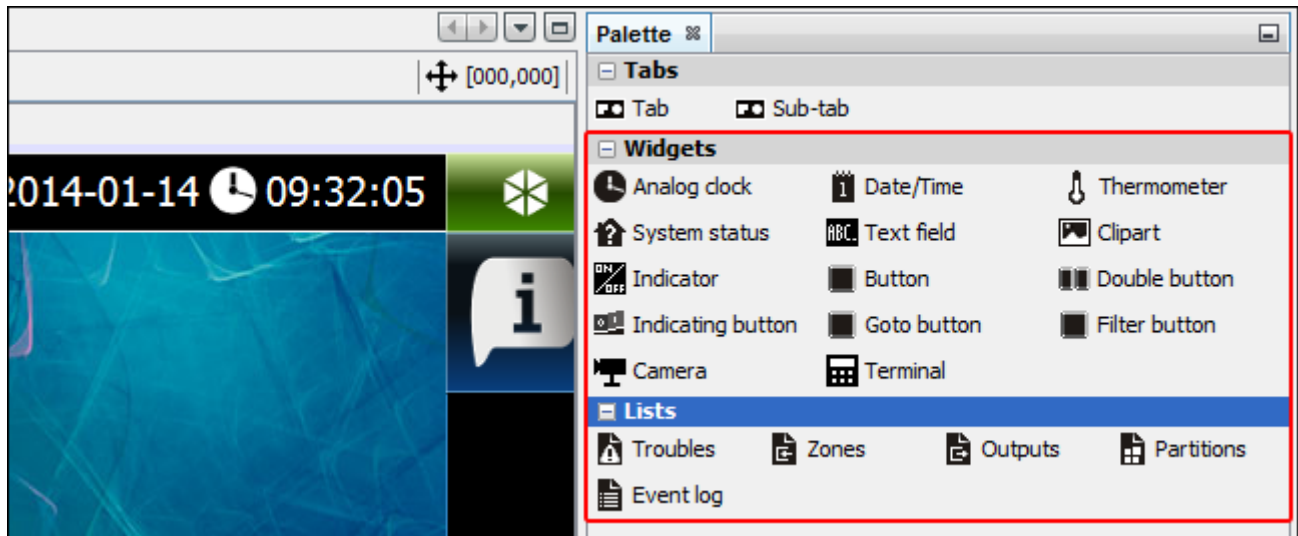 [000,000]
2014-01-14 09:32:05
i
Palette
Tabs
Tab Sub-tab
Widgets
Analog clock Date/Time Thermometer
System status Text field Clipart
Indicator Button Double button
Indicating button Goto button Filter button
Camera Terminal
Lists
Troubles Zones Outputs Partitions
Event log